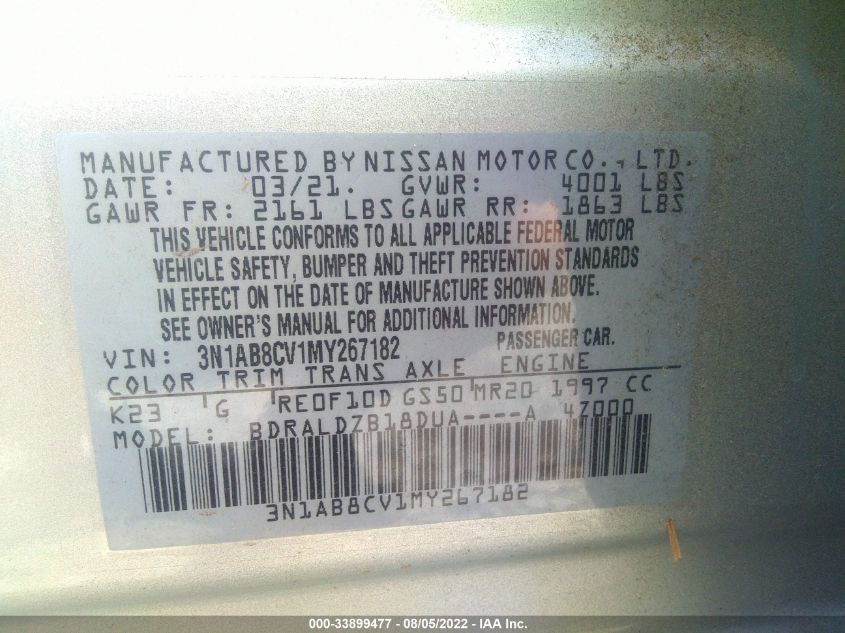 MANUFACTURED BY NISSAN MOTOR CO., LTD.
DATE: 03/21. GVWR: 4001 LBS
GAWR FR: 2161 LBS GAWR RR: 1863 LBS
THIS VEHICLE CONFORMS TO ALL APPLICABLE FEDERAL MOTOR
VEHICLE SAFETY, BUMPER AND THEFT PREVENTION STANDARDS
IN EFFECT ON THE DATE OF MANUFACTURE SHOWN ABOVE.
SEE OWNER'S MANUAL FOR ADDITIONAL INFORMATION.
VIN: 3N1AB8CV1MY267182 PASSENGER CAR.
COLOR TRIM TRANS AXLE ENGINE
K23 G RE0F10D GS50 MR20 1997 CC
MODEL: BDRALDZB18DUA----A 4Z000
3N1AB8CV1MY267182
000-33899477 - 08/05/2022 - IAA Inc.